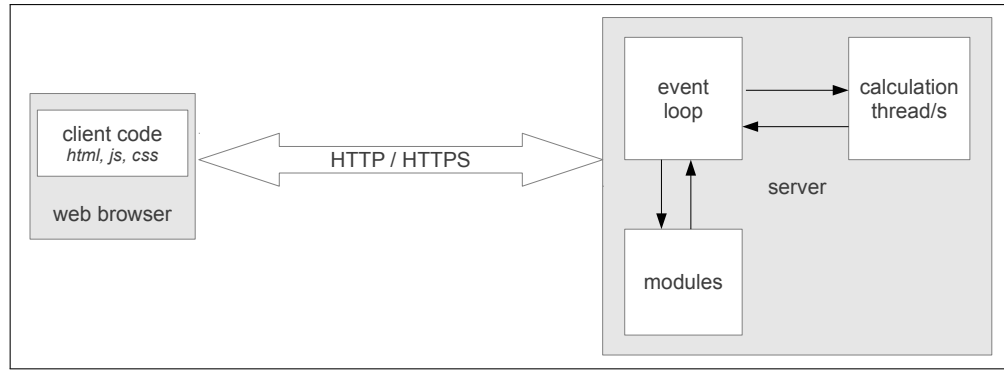 client code
html, js, css
web browser
HTTP / HTTPS
event
loop
calculation
thread/s
server
modules